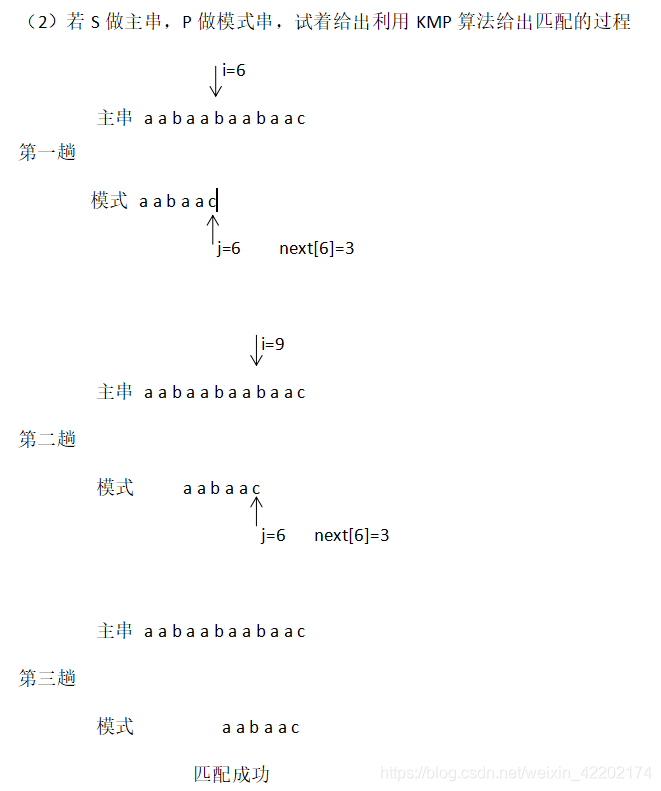 （2）若 S 做主串，P 做模式串，试着给出利用 KMP 算法给出匹配的过程
i=6
主串 a a b a a b a a b a a c
第一趟
模式 a a b a a c
j=6 next[6]=3
i=9
主串 a a b a a b a a b a a c
第二趟
模式 a a b a a c
j=6 next[6]=3
主串 a a b a a b a a b a a c
第三趟
模式 a a b a a c
匹配成功
https://blog.csdn.net/weixin_42202174